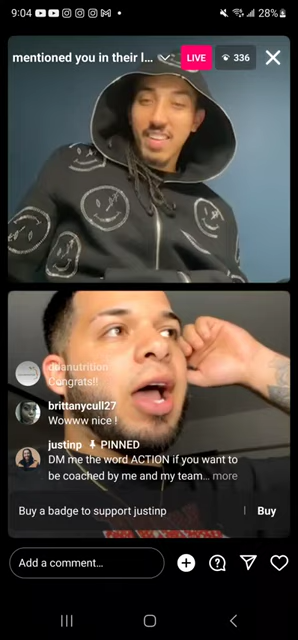 9:04
28%
mentioned you in their l...
LIVE
336
Congrats!!
brittanycull27
Wowww nice !
justinp PINNED
DM me the word ACTION if you want to
be coached by me and my team... more
Buy a badge to support justinp
Buy
Add a comment...